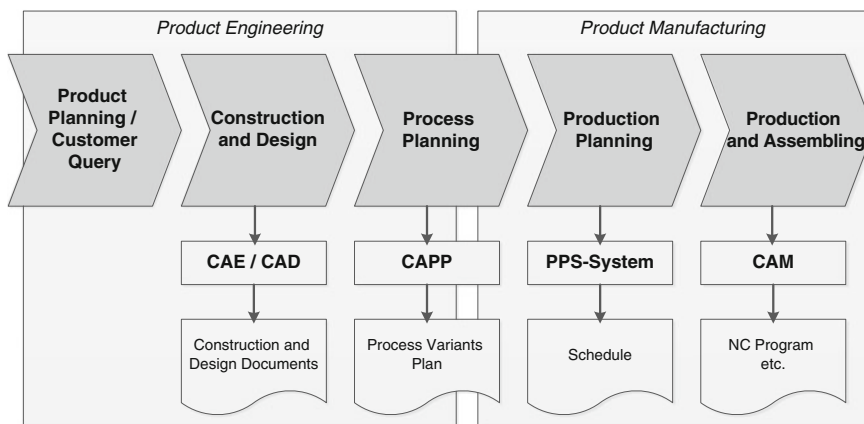 Product Engineering
Product Manufacturing
Product
Planning /
Customer
Query
Construction
and Design
Process
Planning
Production
Planning
Production
and Assembling
CAE / CAD
CAPP
PPS-System
CAM
Construction and
Design Documents
Process Variants
Plan
Schedule
NC Program
etc.